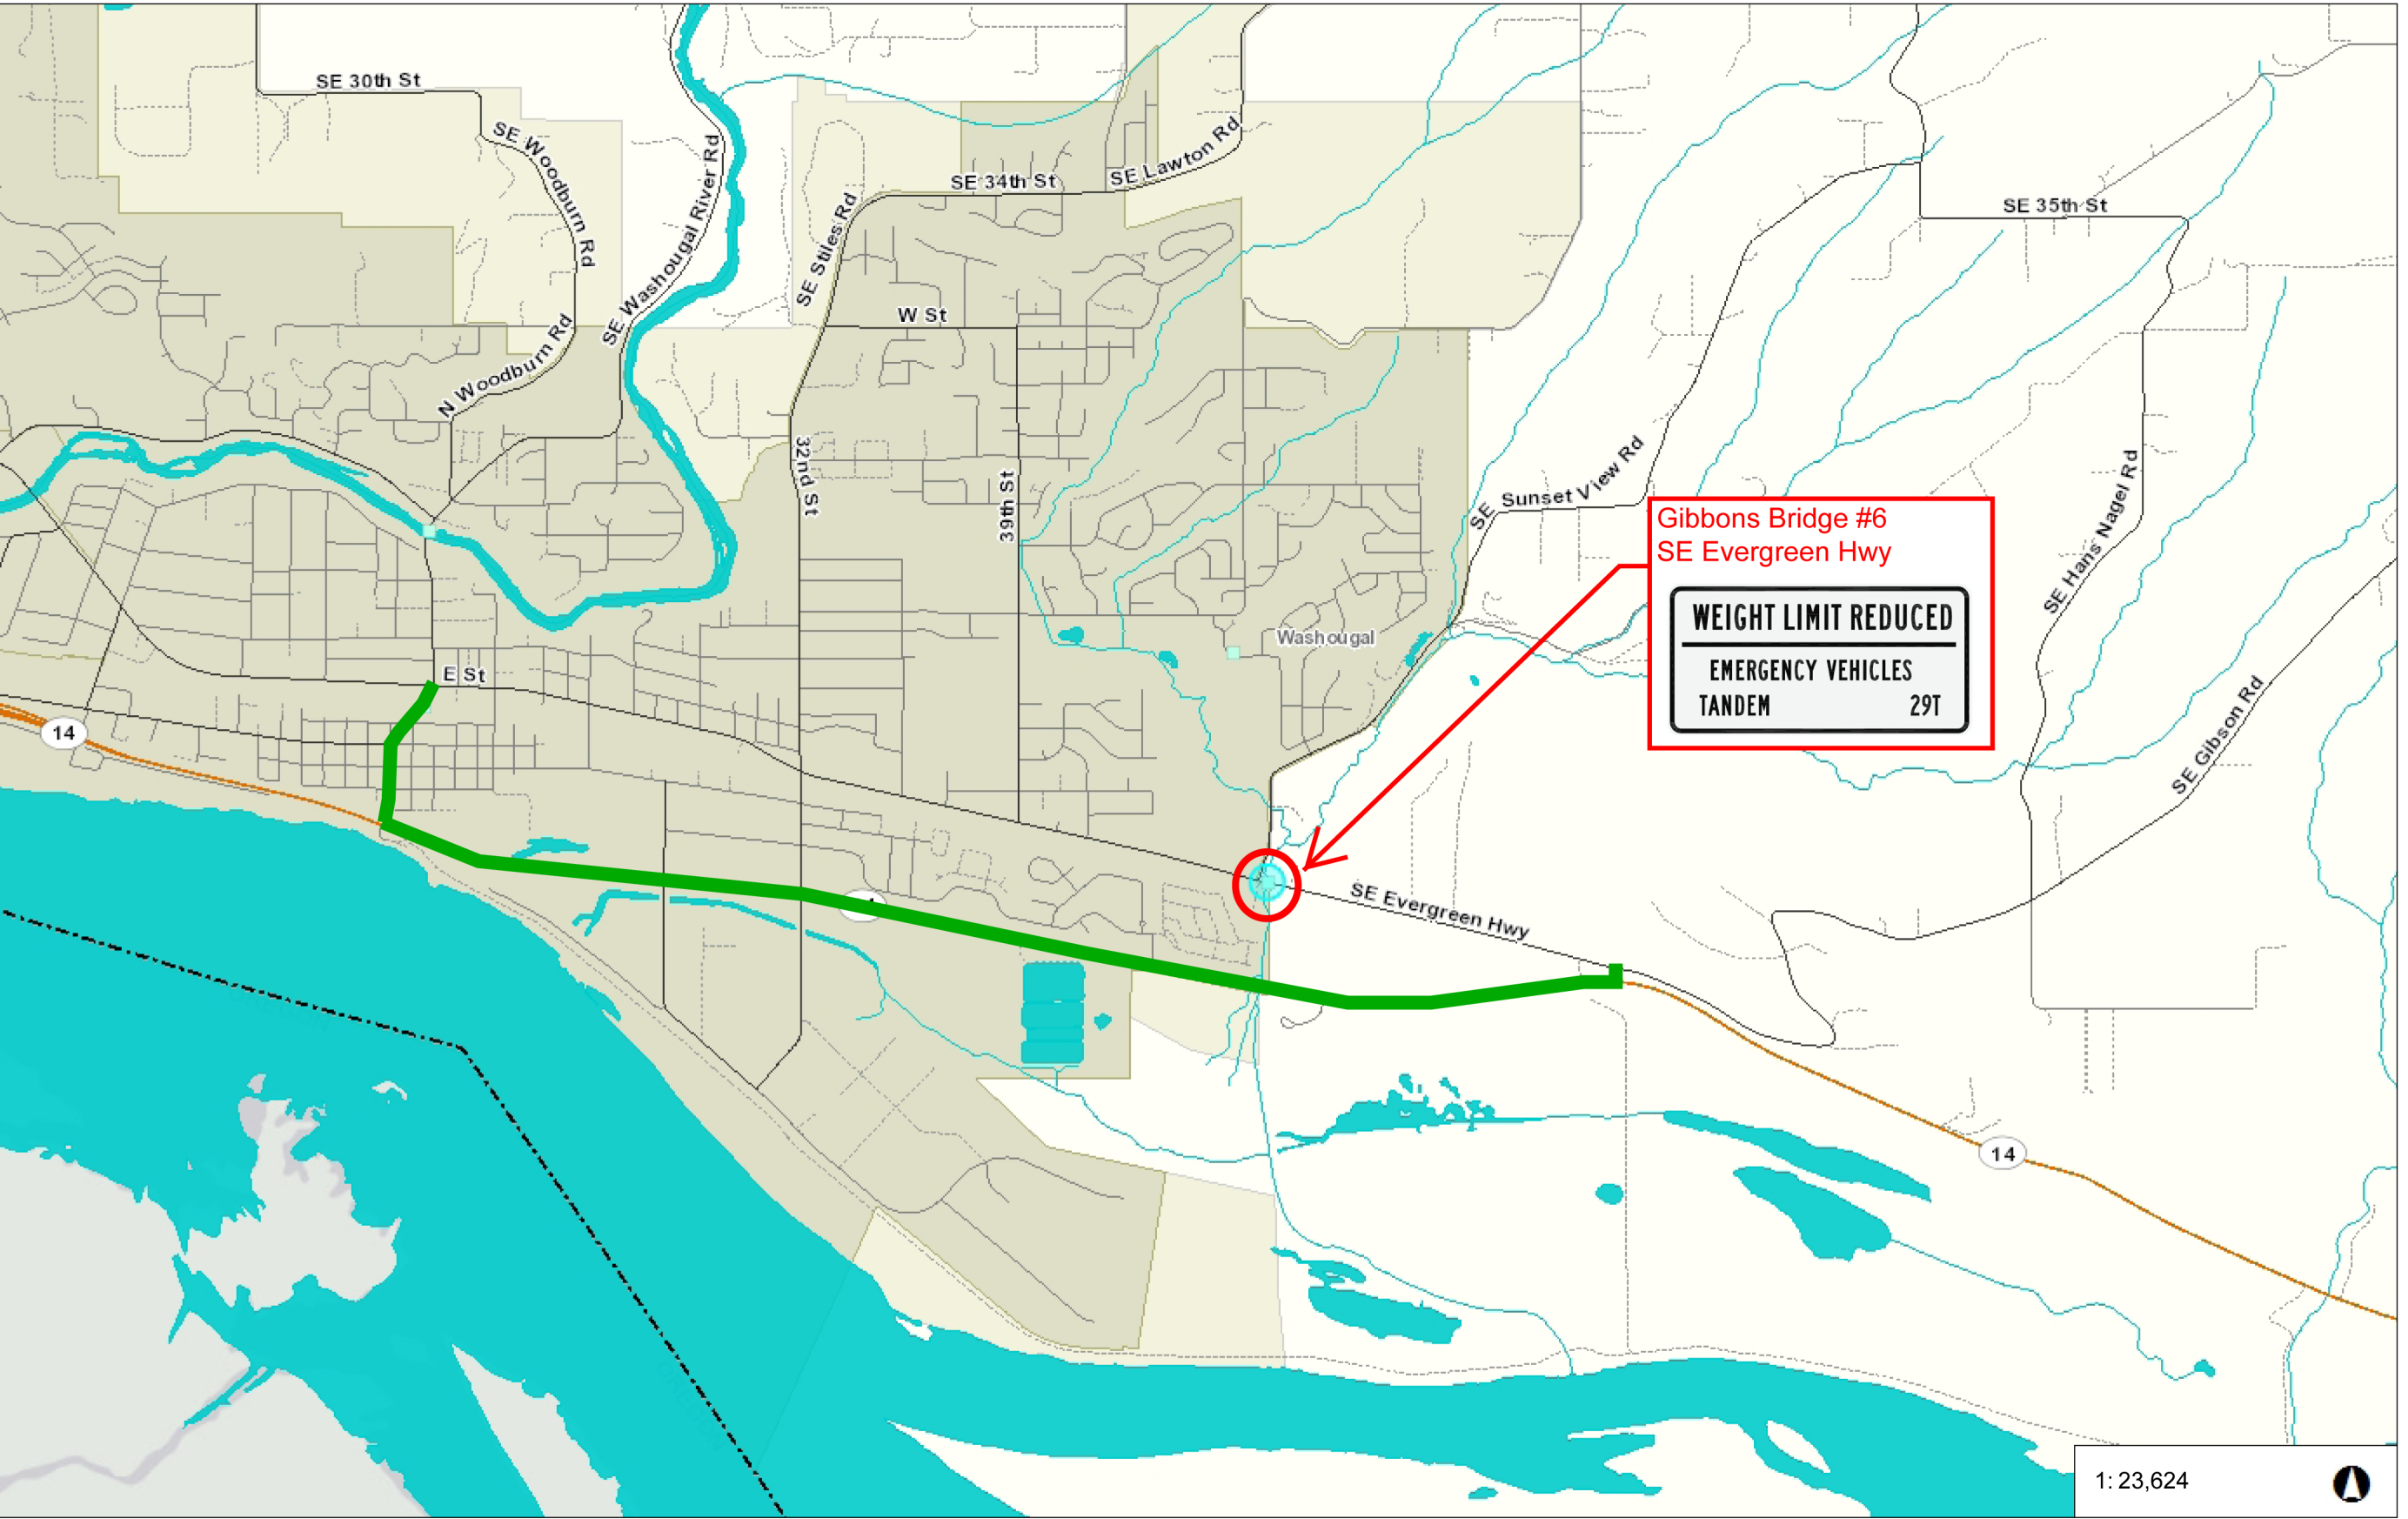 SE 30th St
SE Woodburn Rd
SE Washougal River Rd
SE Lawton Rd
SE 34th St
SE Stiles Rd
SE 35th St
W St
N Woodburn Rd
32nd St
39th St
SE Sunset View Rd
SE Hans Nagel Rd
Gibbons Bridge #6
SE Evergreen Hwy
WEIGHT LIMIT REDUCED
EMERGENCY VEHICLES
TANDEM 29T
Washougal
E St
14
SE Gibson Rd
SE Evergreen Hwy
14
1: 23,624